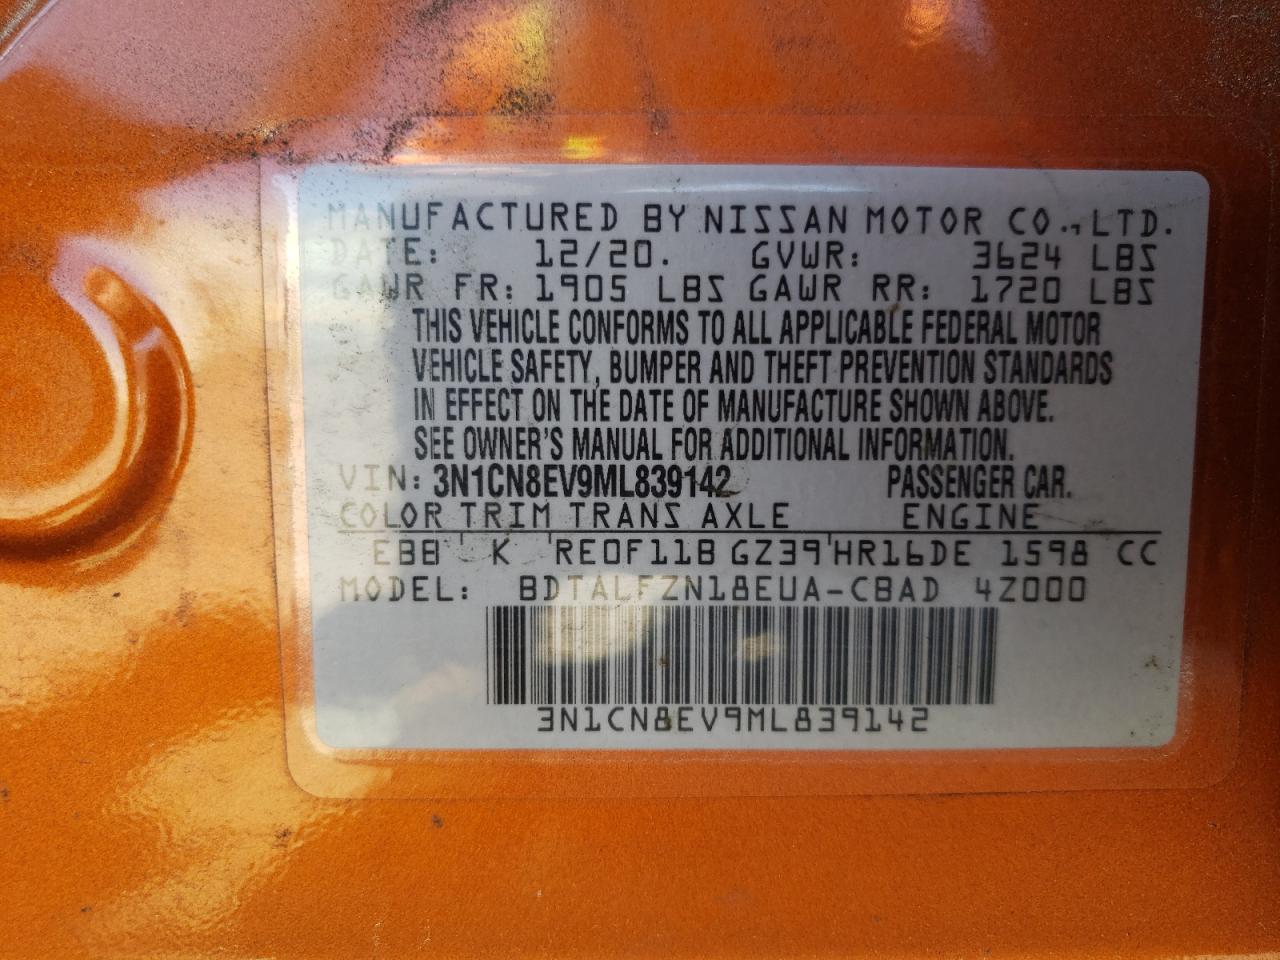 MANUFACTURED BY NISSAN MOTOR CO.,LTD.
DATE: 12/20. GVWR: 3624 LBS
GAWR FR: 1905 LBS GAWR RR: 1720 LBS
THIS VEHICLE CONFORMS TO ALL APPLICABLE FEDERAL MOTOR
VEHICLE SAFETY, BUMPER AND THEFT PREVENTION STANDARDS
IN EFFECT ON THE DATE OF MANUFACTURE SHOWN ABOVE.
SEE OWNER'S MANUAL FOR ADDITIONAL INFORMATION.
VIN: 3N1CN8EV9ML839142 PASSENGER CAR.
COLOR TRIM TRANS AXLE ENGINE
EBB ' K ' RE0F11B GZ39'HR16DE 1598 CC
MODEL: BDTALFZN18EUA-CBAD 4Z000
3N1CN8EV9ML839142